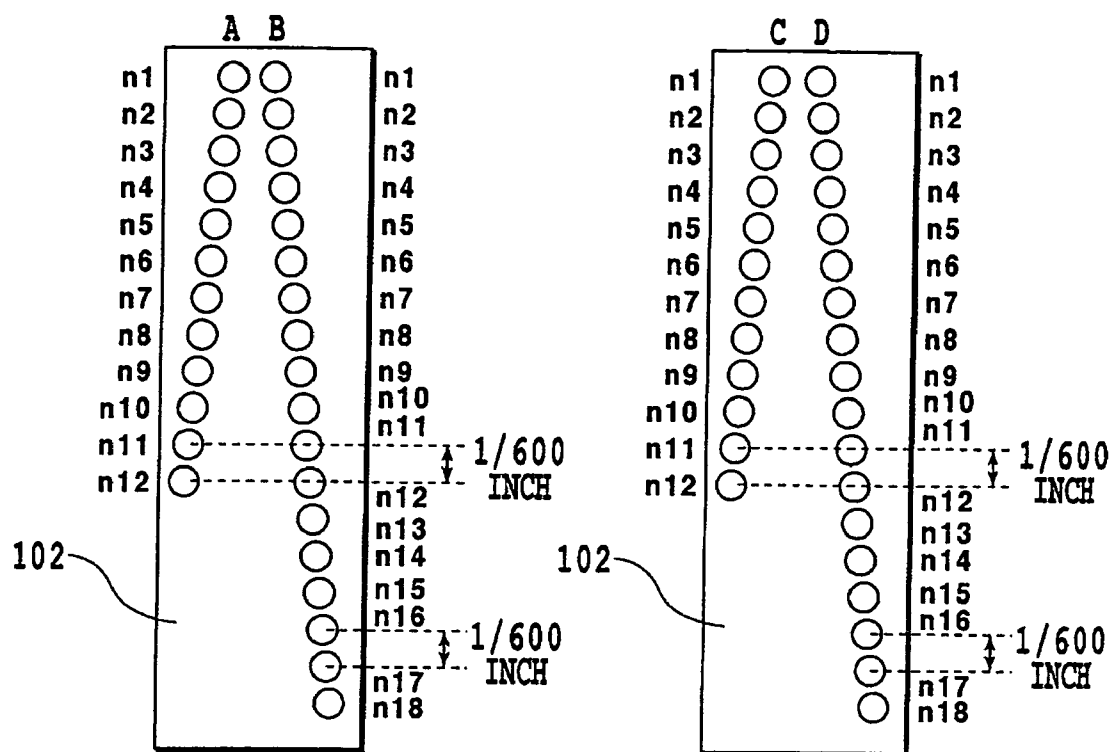 A B
C D
n1 n1 n1 n1
n2 n2 n2 n2
n3 n3 n3 n3
n4 n4 n4 n4
n5 n5 n5 n5
n6 n6 n6 n6
n7 n7 n7 n7
n8 n8 n8 n8
n9 n9 n9 n9
n10 n10 n10 n10
n11 n11 n11 n11
1/600 INCH
1/600 INCH
n12 n12 n12 n12
n13 n13
102 n14 102 n14
n15 n15
n16 n16
1/600 INCH
1/600 INCH
n17 n17
n18 n18